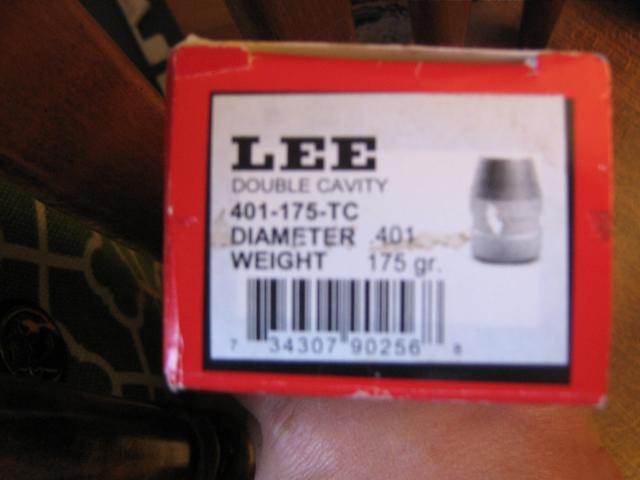 LEE
DOUBLE CAVITY
401-175-TC
DIAMETER 401
WEIGHT 175 gr.
7 34307 90256 8